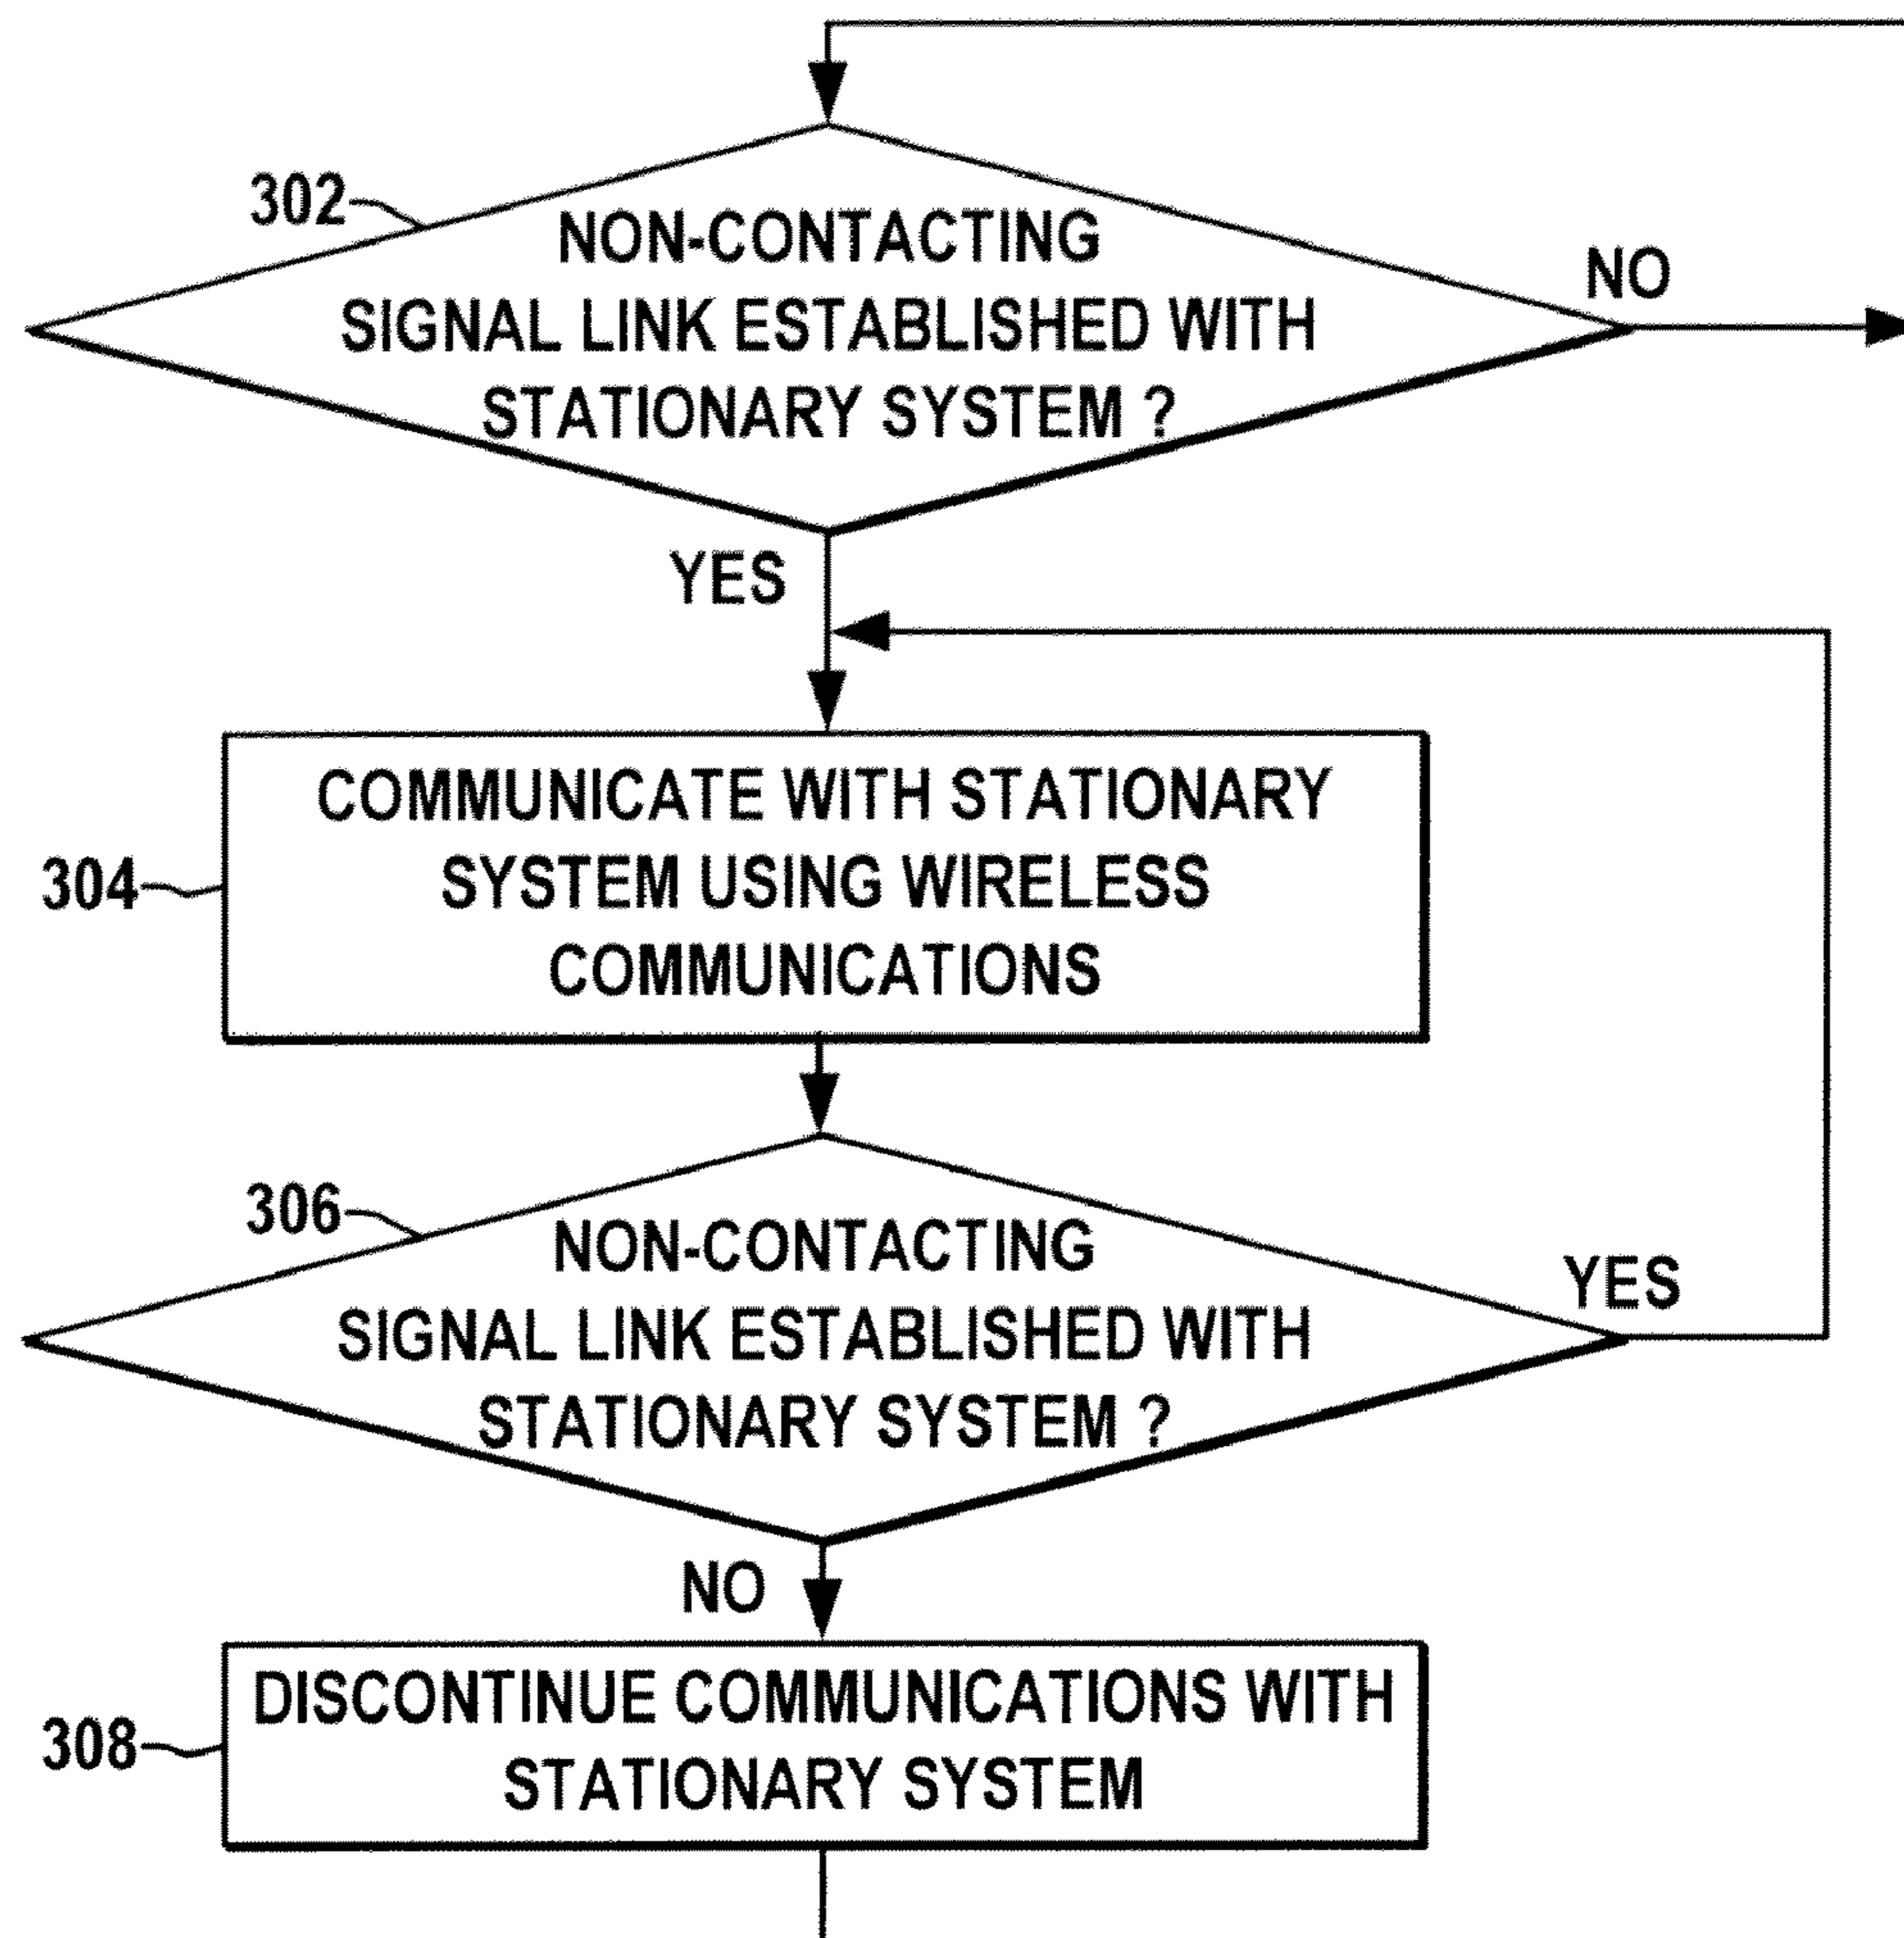 302
NON-CONTACTING
SIGNAL LINK ESTABLISHED WITH
STATIONARY SYSTEM ?
NO
YES
304
COMMUNICATE WITH STATIONARY
SYSTEM USING WIRELESS
COMMUNICATIONS
306
NON-CONTACTING
SIGNAL LINK ESTABLISHED WITH
STATIONARY SYSTEM ?
YES
NO
308
DISCONTINUE COMMUNICATIONS WITH
STATIONARY SYSTEM